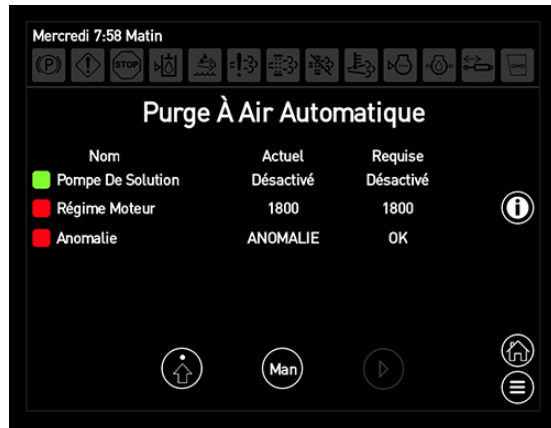 Mercredi 7:58 Matin
(P) STOP
Purge À Air Automatique
Nom Actuel Requise
Pompe De Solution Désactivé Désactivé
Régime Moteur 1800 1800
Anomalie ANOMALIE OK
i
Man